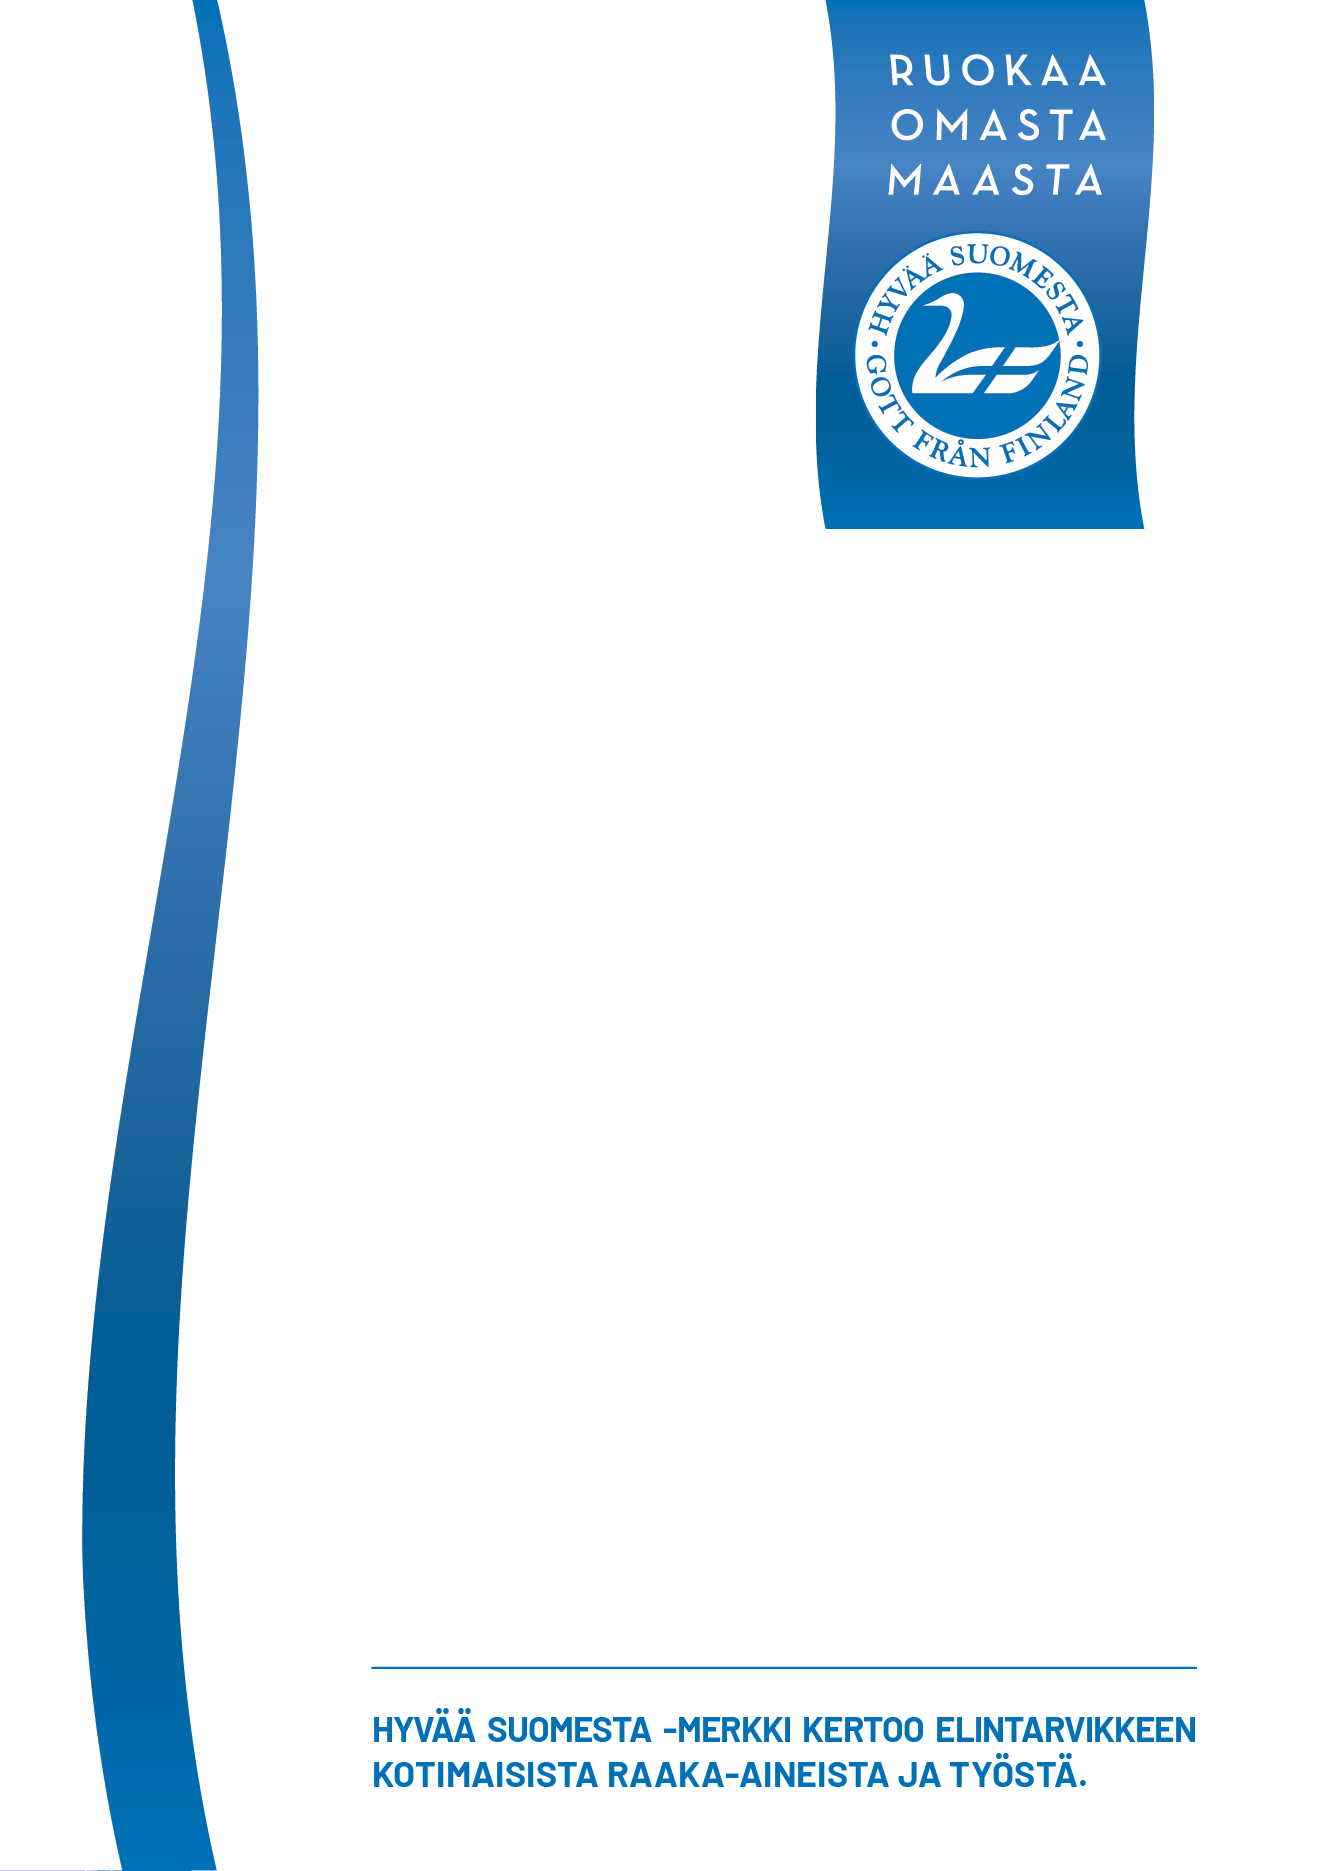 RUOKAA
OMASTA
MAASTA
· HYVÄÄ SUOMESTA ·
GOTT FRÅN FINLAND
HYVÄÄ SUOMESTA -MERKKI KERTOO ELINTARVIKKEEN
KOTIMAISISTA RAAKA-AINEISTA JA TYÖSTÄ.